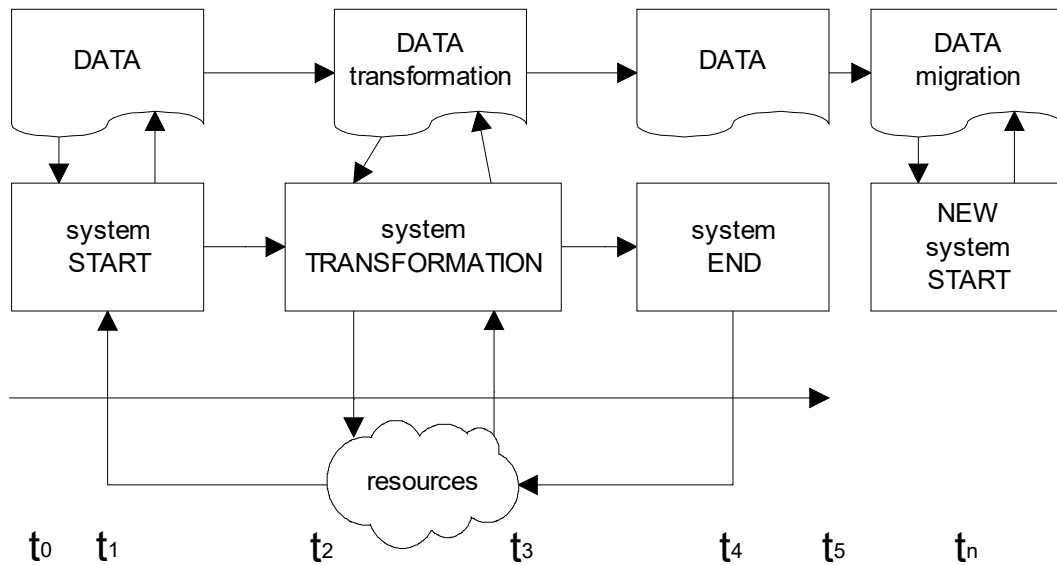 DATA
DATA
transformation
DATA
DATA
migration
system
START
system
TRANSFORMATION
system
END
NEW
system
START
resources
t0 t1 t2 t3 t4 t5 tn